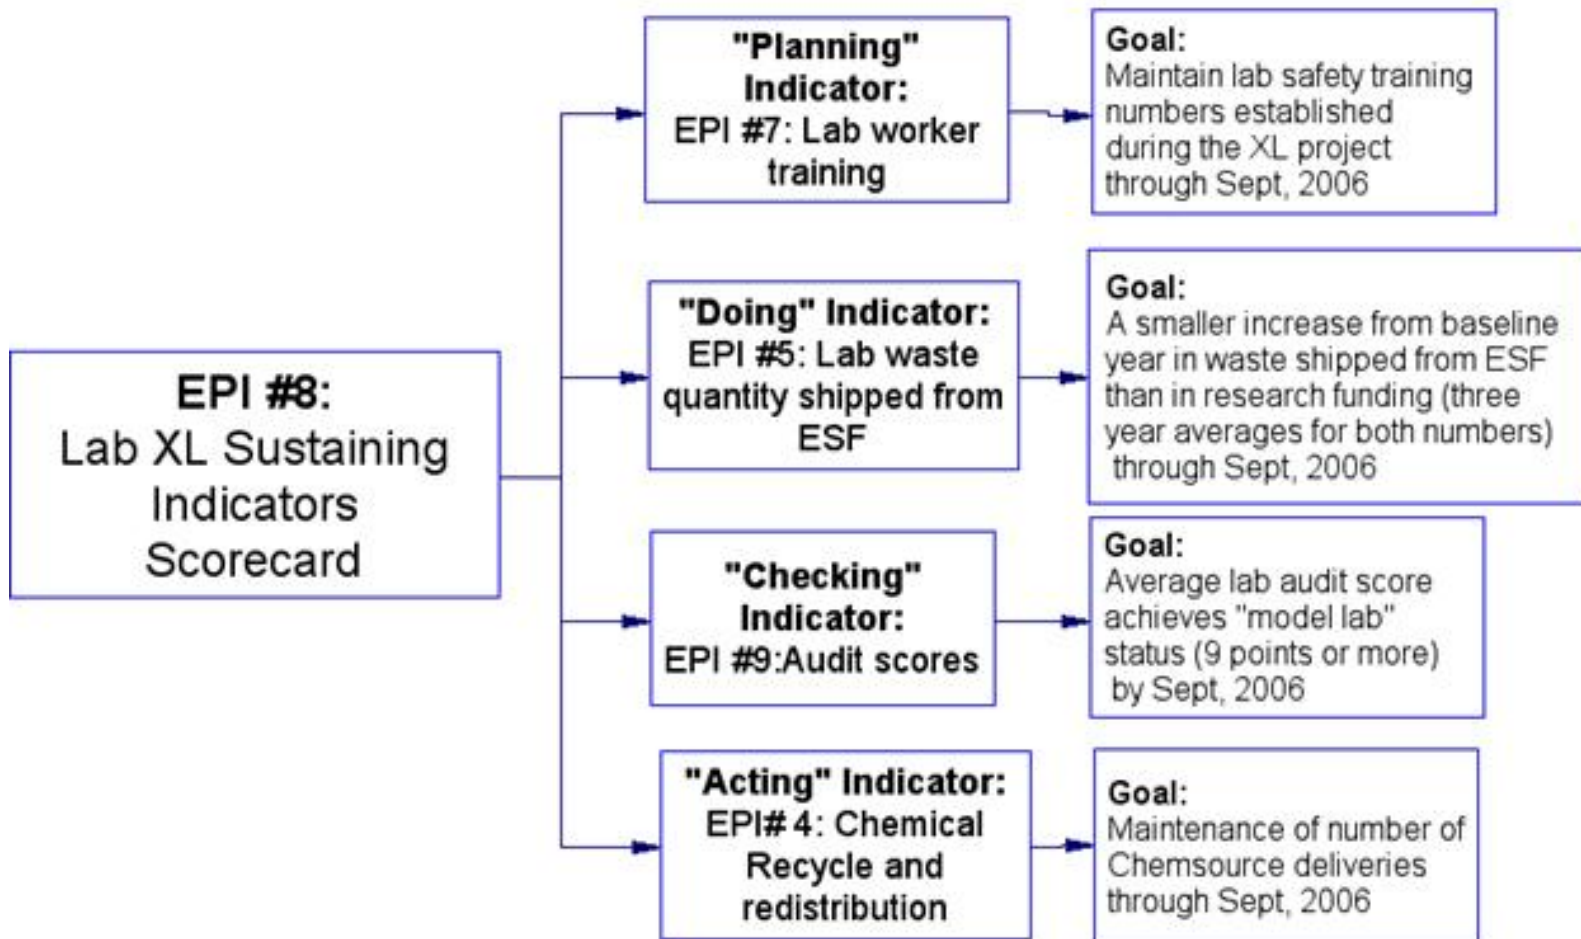 EPI #8:
Lab XL Sustaining
Indicators
Scorecard
"Planning"
Indicator:
EPI #7: Lab worker
training
Goal:
Maintain lab safety training
numbers established
during the XL project
through Sept, 2006
"Doing" Indicator:
EPI #5: Lab waste
quantity shipped from
ESF
Goal:
A smaller increase from baseline
year in waste shipped from ESF
than in research funding (three
year averages for both numbers)
through Sept, 2006
"Checking"
Indicator:
EPI #9:Audit scores
Goal:
Average lab audit score
achieves "model lab"
status (9 points or more)
by Sept, 2006
"Acting" Indicator:
EPI# 4: Chemical
Recycle and
redistribution
Goal:
Maintenance of number of
Chemsource deliveries
through Sept, 2006